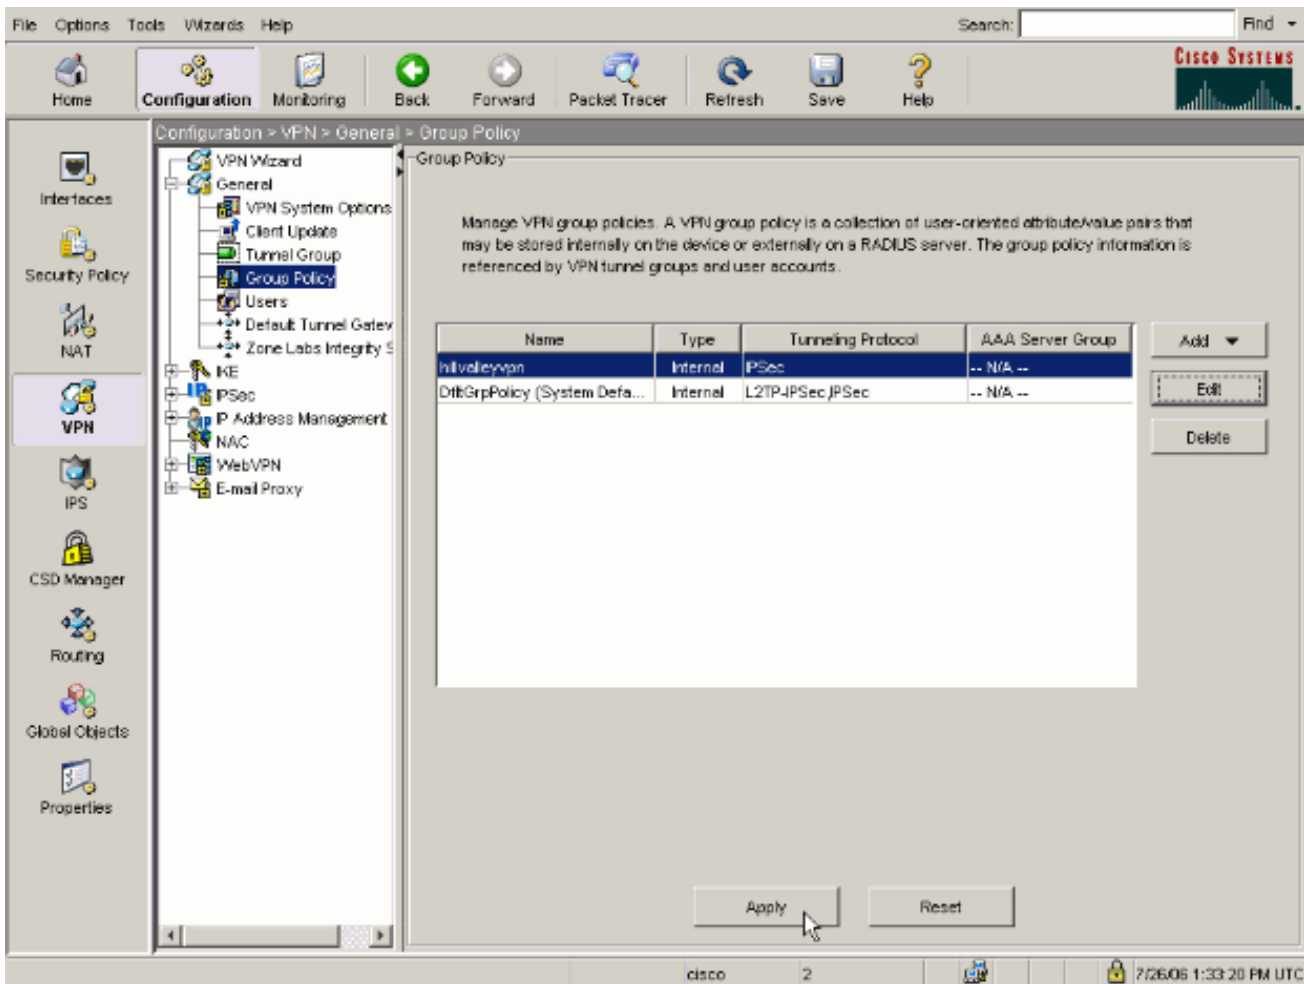 File Options Tools Wizards Help Search: Find
Home Configuration Monitoring Back Forward Packet Tracer Refresh Save Help
CISCO SYSTEMS
Configuration > VPN > General > Group Policy
Interfaces
Security Policy
NAT
VPN
IPS
CSD Manager
Routing
Global Objects
Properties
VPN Wizard
General
VPN System Options
Client Update
Tunnel Group
Group Policy
Users
Default Tunnel Gatew
Zone Labs Integrity S
IKE
IPSec
IP Address Management
NAC
WebVPN
E-mail Proxy
Group Policy
Manage VPN group policies. A VPN group policy is a collection of user-oriented attribute/value pairs that
may be stored internally on the device or externally on a RADIUS server. The group policy information is
referenced by VPN tunnel groups and user accounts.
Name Type Tunneling Protocol AAA Server Group
hillvalleyvpn Internal IPSec -- N/A --
DfltGrpPolicy (System Defa... Internal L2TP-IPSec,IPSec -- N/A --
Add
Edit
Delete
Apply Reset
cisco 2 7/26/06 1:33:20 PM UTC